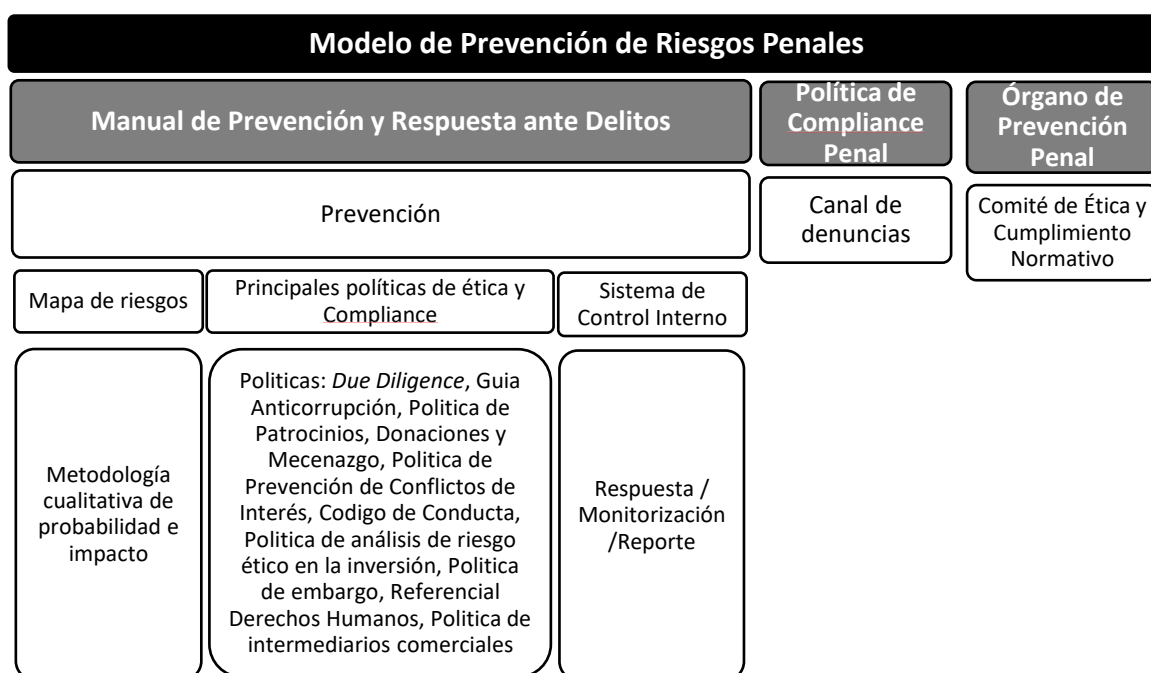 Modelo de Prevención de Riesgos Penales
Manual de Prevención y Respuesta ante Delitos
Política de
Compliance
Penal
Órgano de
Prevención
Penal
Prevención
Canal de
denuncias
Comité de Ética y
Cumplimiento
Normativo
Mapa de riesgos
Principales políticas de ética y
Compliance
Sistema de
Control Interno
Metodología
cualitativa de
probabilidad e
impacto
Politicas: Due Diligence, Guia
Anticorrupción, Politica de
Patrocinios, Donaciones y
Mecenazgo, Politica de
Prevención de Conflictos de
Interés, Codigo de Conducta,
Politica de análisis de riesgo
ético en la inversión, Politica
de embargo, Referencial
Derechos Humanos, Politica de
intermediarios comerciales
Respuesta /
Monitorización
/Reporte